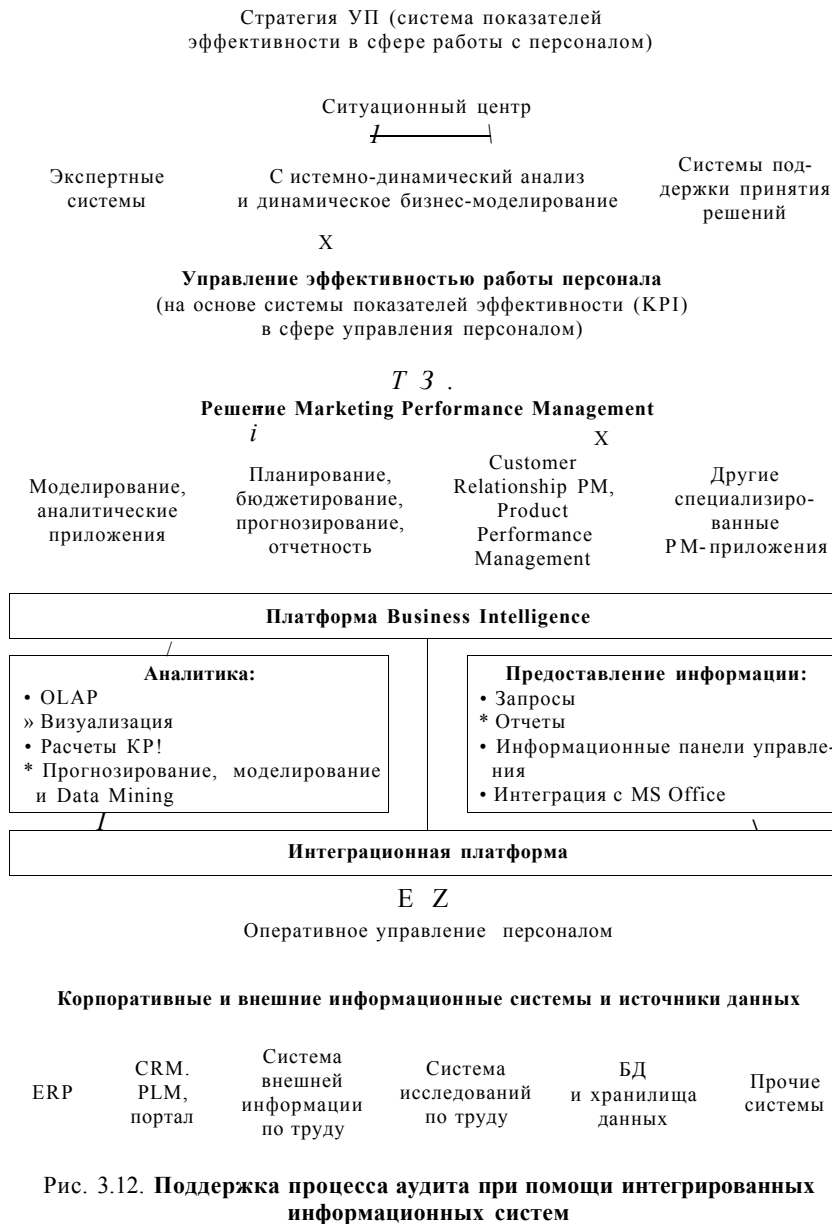 Стратегия УП (система показателей
эффективности в сфере работы с персоналом)
Ситуационный центр
1 \
Экспертные
системы
С истемно-динамический анализ
и динамическое бизнес-моделирование
Системы под-
держки принятия
решений
X
Управление эффективностью работы персонала
(на основе системы показателей эффективности (KPI)
в сфере управления персоналом)
Т З .
Решение Marketing Performance Management
i
X
Моделирование,
аналитические
приложения
Планирование,
бюджетирование,
прогнозирование,
отчетность
Customer
Relationship PM,
Product
Performance
Management
Другие
специализиро-
ванные
РМ-приложения
Платформа Business Intelligence
/
Аналитика:
• OLAP
» Визуализация
• Расчеты КР!
* Прогнозирование, моделирование
и Data Mining
Предоставление информации:
• Запросы
* Отчеты
• Информационные панели управле-
ния
• Интеграция с MS Office
1 \
Интеграционная платформа
E Z
Оперативное управление персоналом
Корпоративные и внешние информационные системы и источники данных
ERP
CRM.
PLM,
портал
Система
внешней
информации
по труду
Система
исследований
по труду
БД
и хранилища
данных
Прочие
системы
Рис. 3.12. Поддержка процесса аудита при помощи интегрированных
информационных систем